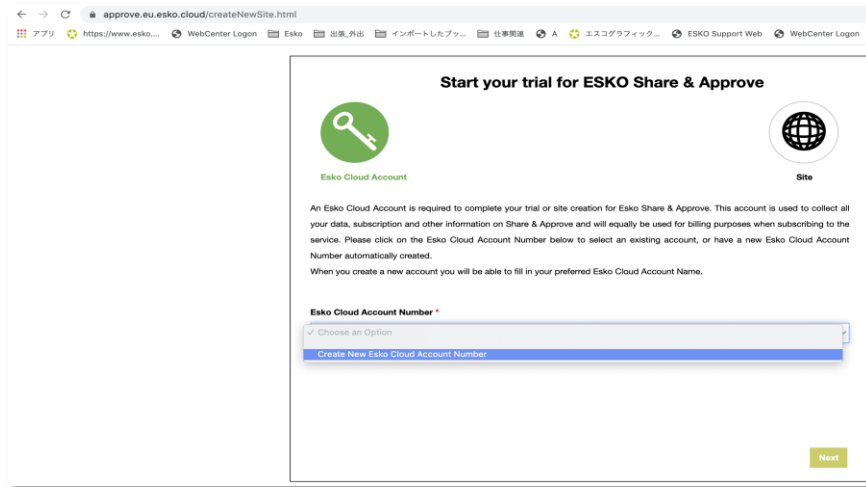 approve.eu.esko.cloud/createNewSite.html
アプリ https://www.esko.... WebCenter Logon Esko 出張_外出 インポートしたブッ... 仕事関連 A エスコグラフィック... ESKO Support Web WebCenter Logon
Start your trial for ESKO Share & Approve
Esko Cloud Account Site
An Esko Cloud Account is required to complete your trial or site creation for Esko Share & Approve. This account is used to collect all
your data, subscription and other information on Share & Approve and will equally be used for billing purposes when subscribing to the
service. Please click on the Esko Cloud Account Number below to select an existing account, or have a new Esko Cloud Account
Number automatically created.
When you create a new account you will be able to fill in your preferred Esko Cloud Account Name.
Esko Cloud Account Number *
✓ Choose an Option
Create New Esko Cloud Account Number
Next